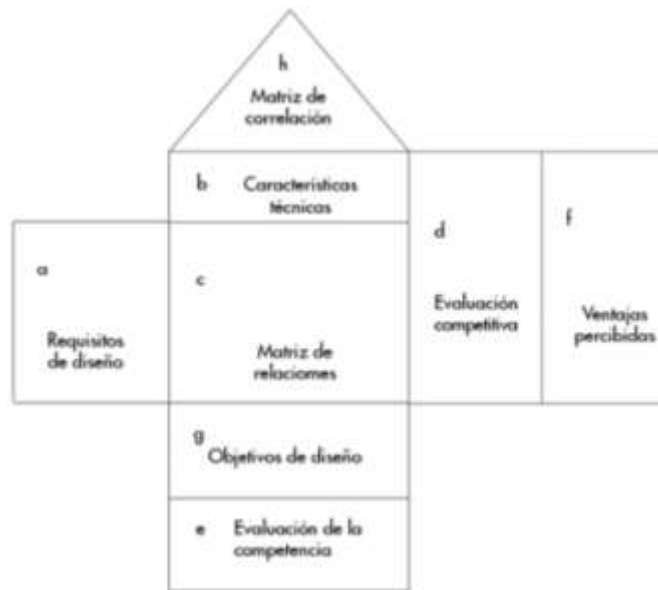 h
Matriz de
correlación
b Características
técnicas
d
f
a
c
Evaluación
competitiva
Ventajas
percibidas
Requisitos
de diseño
Matriz de
relaciomes
g
Objetivos de diseño
e Evaluación de la
competencia